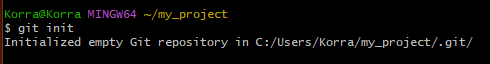 Korra@Korra MINGW64 ~/my_project
$ git init
Initialized empty Git repository in C:/Users/Korra/my_project/.git/